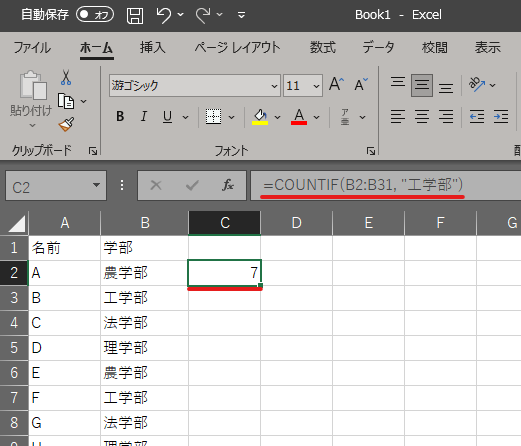 自動保存 オフ Book1 - Excel
ファイル ホーム 挿入 ページ レイアウト 数式 データ 校閲 表示
貼り付け 游ゴシック 11 A A
B I U A ア 亜
クリップボード フォント 配
C2 fx =COUNTIF(B2:B31, "工学部")
A B C D E F G
1 名前 学部
2 A 農学部 7
3 B 工学部
4 C 法学部
5 D 理学部
6 E 農学部
7 F 工学部
8 G 法学部